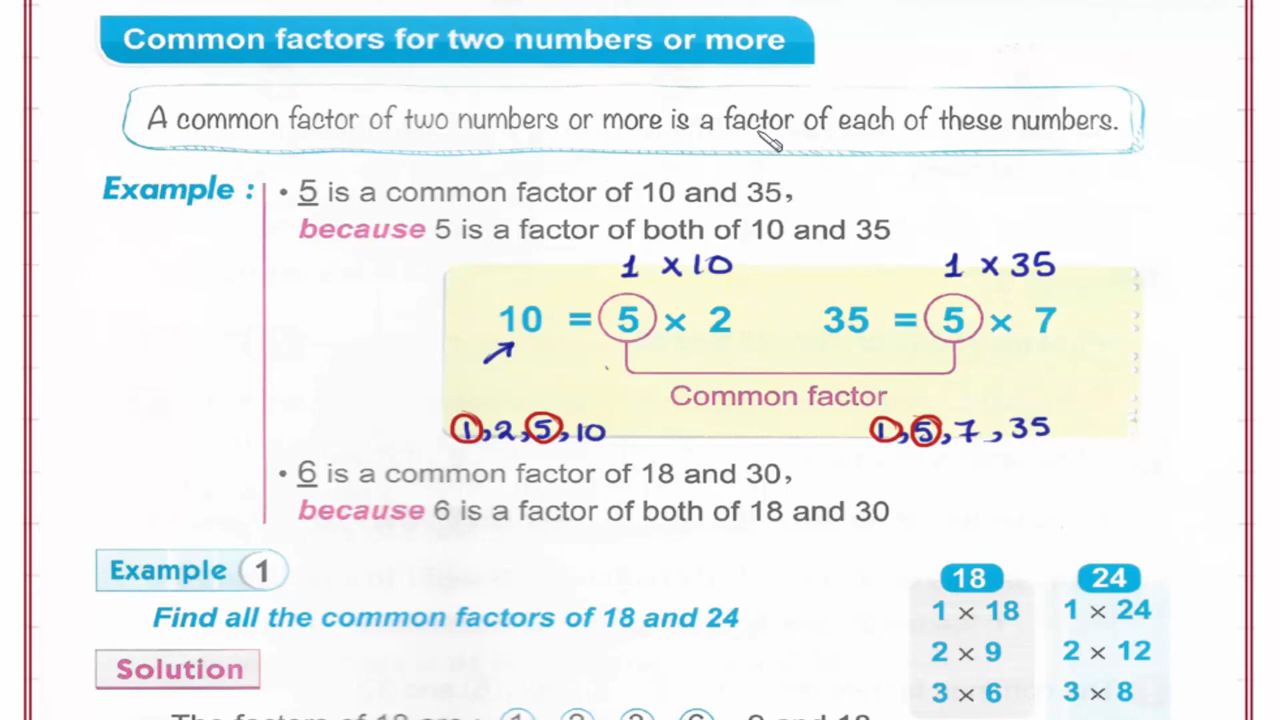 Common factors for two numbers or more
A common factor of two numbers or more is a factor of each of these numbers.
Example :
• 5 is a common factor of 10 and 35,
because 5 is a factor of both of 10 and 35
1 x 10
1 x 35
10 = 5 × 2
35 = 5 × 7
Common factor
1, 2, 5, 10
1, 5, 7, 35
• 6 is a common factor of 18 and 30,
because 6 is a factor of both of 18 and 30
Example 1
Find all the common factors of 18 and 24
Solution
18
1 × 18
2 × 9
3 × 6
24
1 × 24
2 × 12
3 × 8
The factors of 18 are :